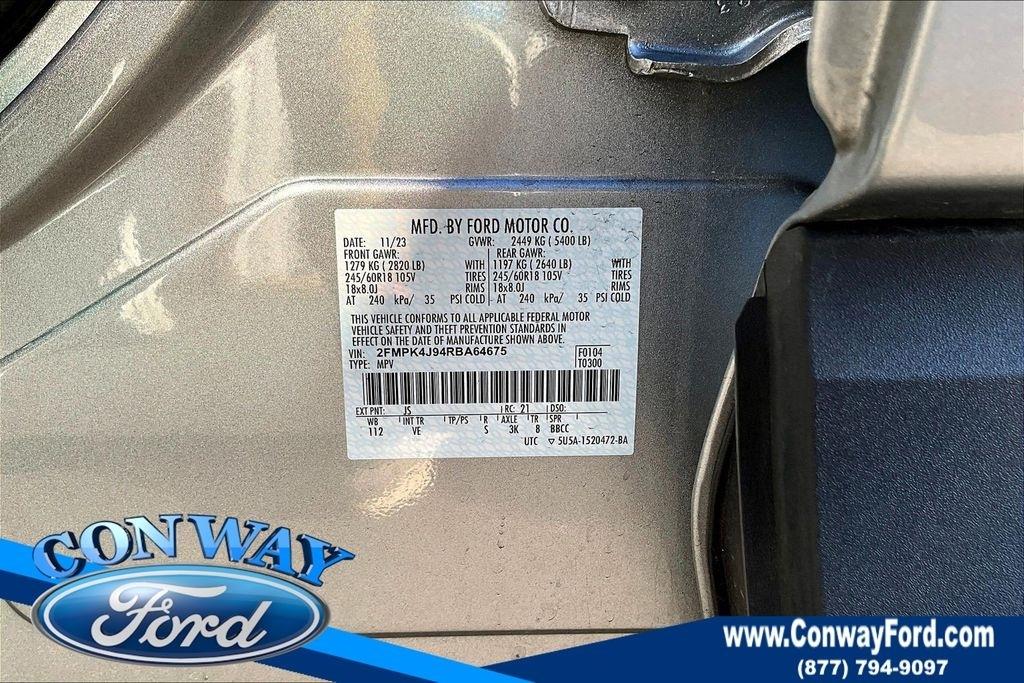 MFD. BY FORD MOTOR CO.
DATE: 11/23 GVWR: 2449 KG ( 5400 LB)
FRONT GAWR: REAR GAWR:
1279 KG ( 2820 LB) WITH 1197 KG ( 2640 LB) WITH
245/60R18 105V TIRES 245/60R18 105V TIRES
18x8.0J RIMS 18x8.0J RIMS
AT 240 kPa/ 35 PSI COLD AT 240 kPa/ 35 PSI COLD
THIS VEHICLE CONFORMS TO ALL APPLICABLE FEDERAL MOTOR
VEHICLE SAFETY AND THEFT PREVENTION STANDARDS IN
EFFECT ON THE DATE OF MANUFACTURE SHOWN ABOVE.
VIN: 2FMPK4J94RBA64675 F0104
TYPE: MPV T0300
EXT PNT: JS RC: 21 DSO:
WB INT TR TP/PS R AXLE TR SPR
112 VE S 3K 8 BBCC
UTC ▽ 5U5A-1520472-BA
CONWAY
Ford
www.ConwayFord.com
(877) 794-9097